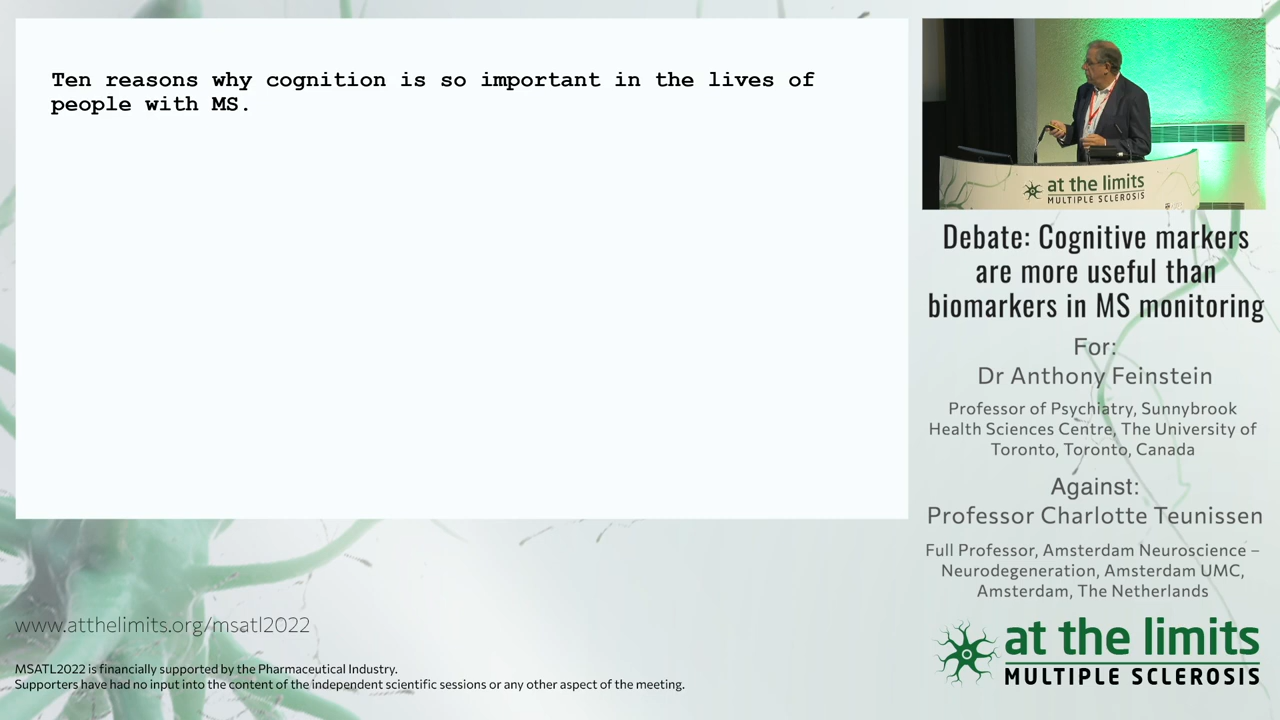 Ten reasons why cognition is so important in the lives of
people with MS.
at the limits
MULTIPLE SCLEROSIS
Debate: Cognitive markers
are more useful than
biomarkers in MS monitoring
For:
Dr Anthony Feinstein
Professor of Psychiatry, Sunnybrook
Health Sciences Centre, The University of
Toronto, Toronto, Canada
Against:
Professor Charlotte Teunissen
Full Professor, Amsterdam Neuroscience –
Neurodegeneration, Amsterdam UMC,
Amsterdam, The Netherlands
www.atthelimits.org/msatl2022
MSATL2022 is financially supported by the Pharmaceutical Industry.
Supporters have had no input into the content of the independent scientific sessions or any other aspect of the meeting.
at the limits
MULTIPLE SCLEROSIS